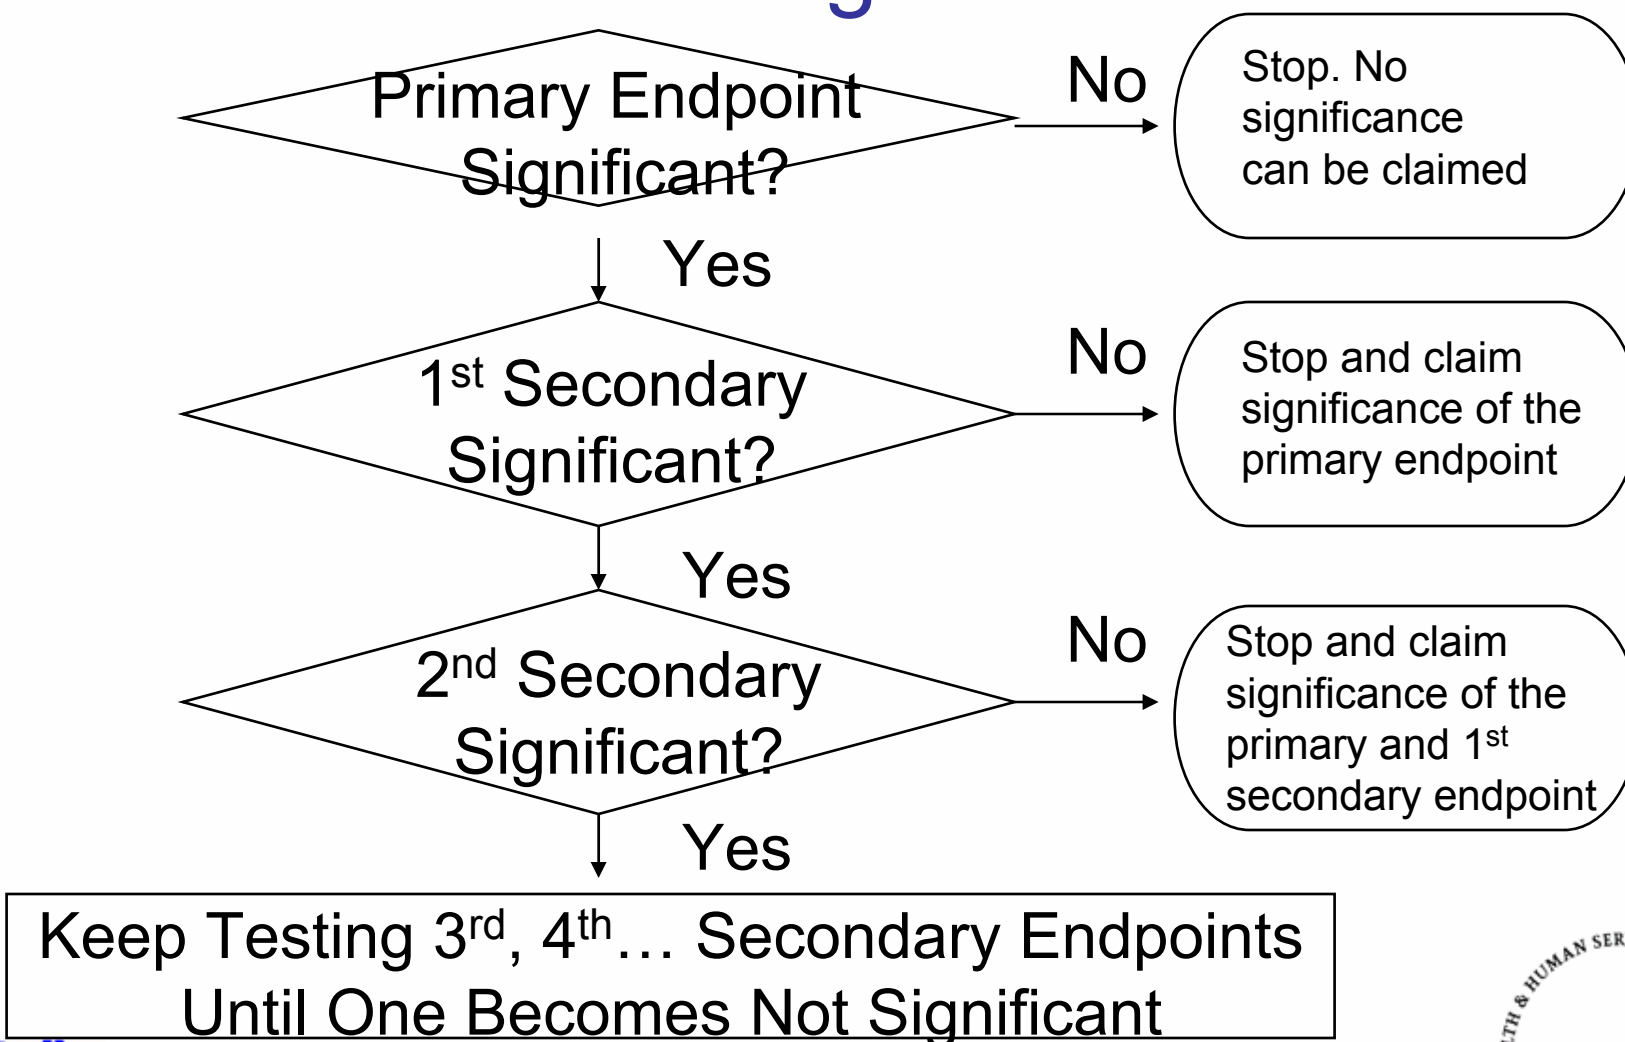 Primary Endpoint
Significant?
No
Stop. No
significance
can be claimed
Yes
1st Secondary
Significant?
No
Stop and claim
significance of the
primary endpoint
Yes
2nd Secondary
Significant?
No
Stop and claim
significance of the
primary and 1st
secondary endpoint
Yes
Keep Testing 3rd, 4th… Secondary Endpoints
Until One Becomes Not Significant
& HUMAN